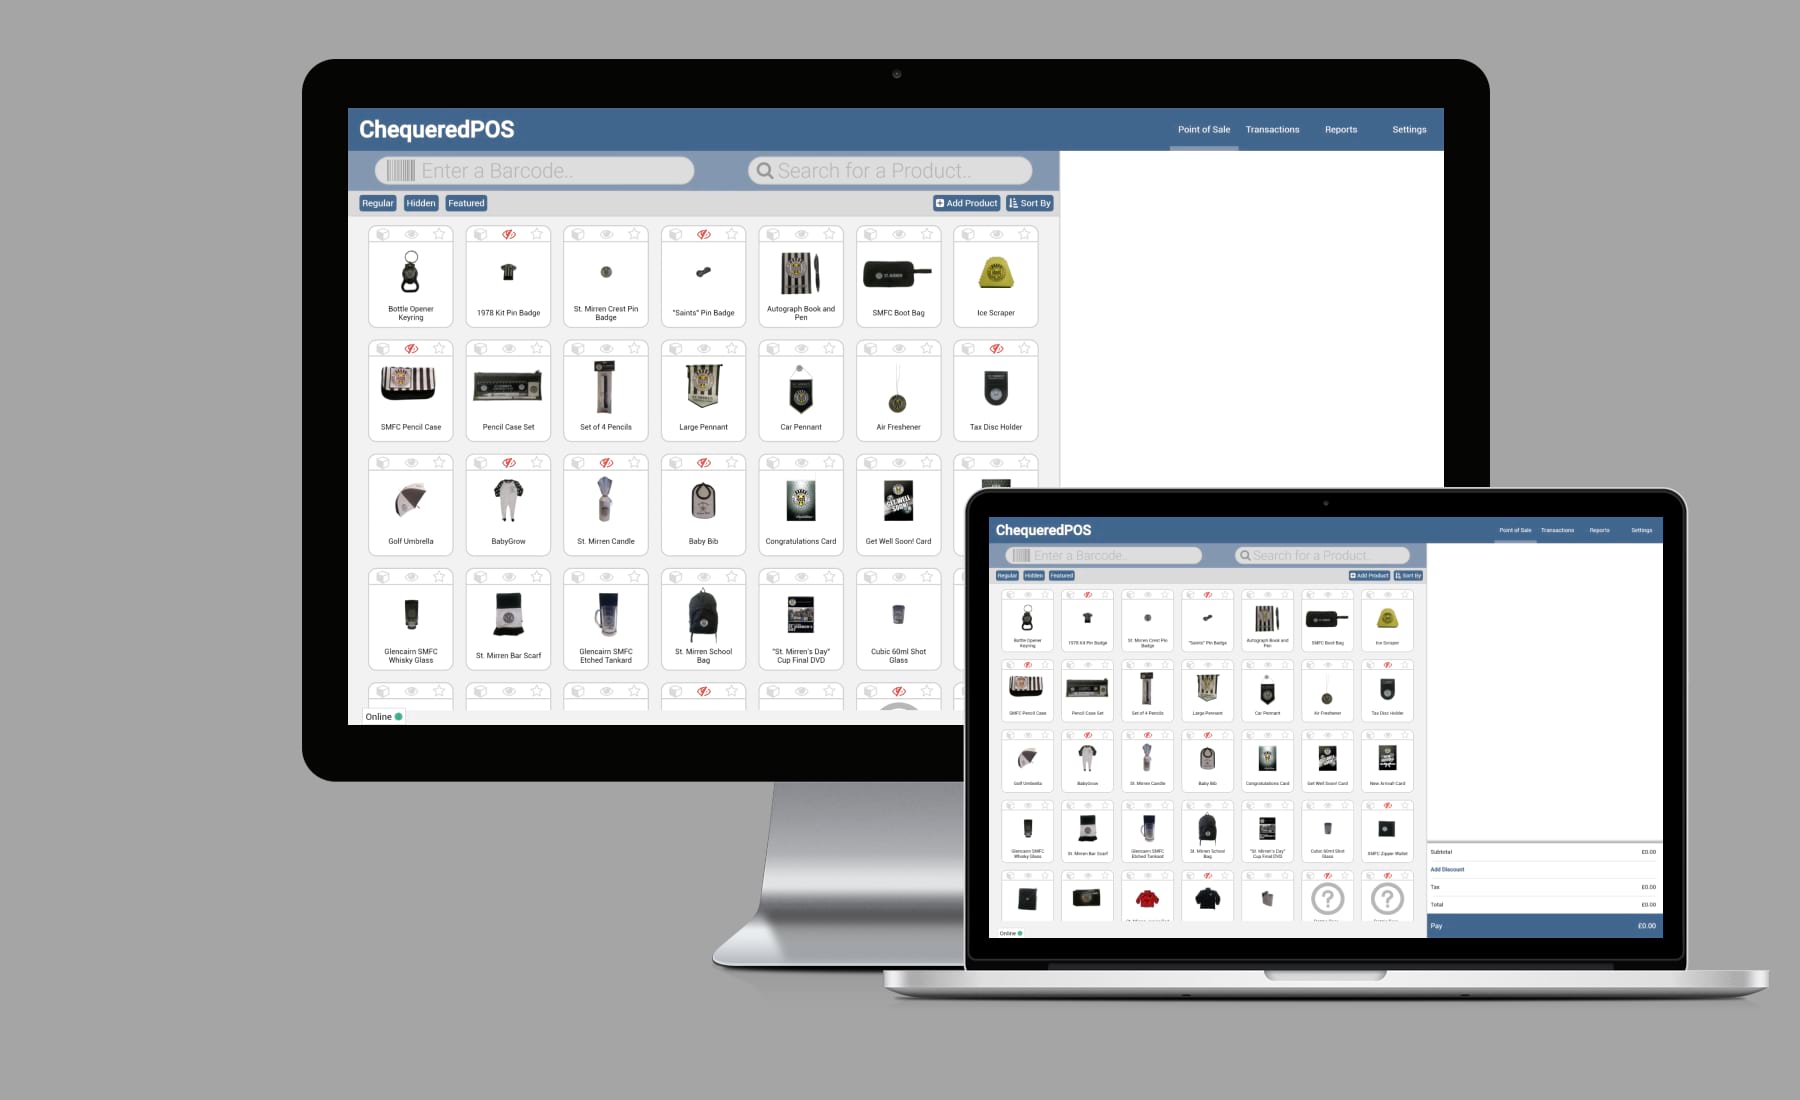 ChequeredPOS
Point of Sale Transactions Reports Settings
Enter a Barcode.. Search for a Product..
Regular Hidden Featured Add Product Sort By
Bottle Opener Keyring
1978 Kit Pin Badge
St. Mirren Crest Pin Badge
"Saints" Pin Badge
Autograph Book and Pen
SMFC Boot Bag
Ice Scraper
SMFC Pencil Case
Pencil Case Set
Set of 4 Pencils
Large Pennant
Car Pennant
Air Freshener
Tax Disc Holder
Golf Umbrella
BabyGrow
St. Mirren Candle
Baby Bib
Congratulations Card
GET WELL SOON!
Get Well Soon! Card
Glencairn SMFC Whisky Glass
St. Mirren Bar Scarf
Glencairn SMFC Etched Tankard
St. Mirren School Bag
"St. Mirren's Day" Cup Final DVD
Cubic 60ml Shot Glass
Online
ChequeredPOS
Point of Sale Transactions Reports Settings
Enter a Barcode.. Search for a Product..
Regular Hidden Featured Add Product Sort By
Bottle Opener Keyring
1978 Kit Pin Badge
St. Mirren Crest Pin Badge
"Saints" Pin Badge
Autograph Book and Pen
SMFC Boot Bag
Ice Scraper
SMFC Pencil Case
Pencil Case Set
Set of 4 Pencils
Large Pennant
Car Pennant
Air Freshener
Tax Disc Holder
Golf Umbrella
BabyGrow
St. Mirren Candle
Baby Bib
Congratulations Card
Get Well Soon! Card
New Arrival! Card
Glencairn SMFC Whisky Glass
St. Mirren Bar Scarf
Glencairn SMFC Etched Tankard
St. Mirren School Bag
"St. Mirren's Day" Cup Final DVD
Cubic 60ml Shot Glass
SMFC Zipper Wallet
Online
Subtotal £0.00
Add Discount
Tax £0.00
Total £0.00
Pay £0.00